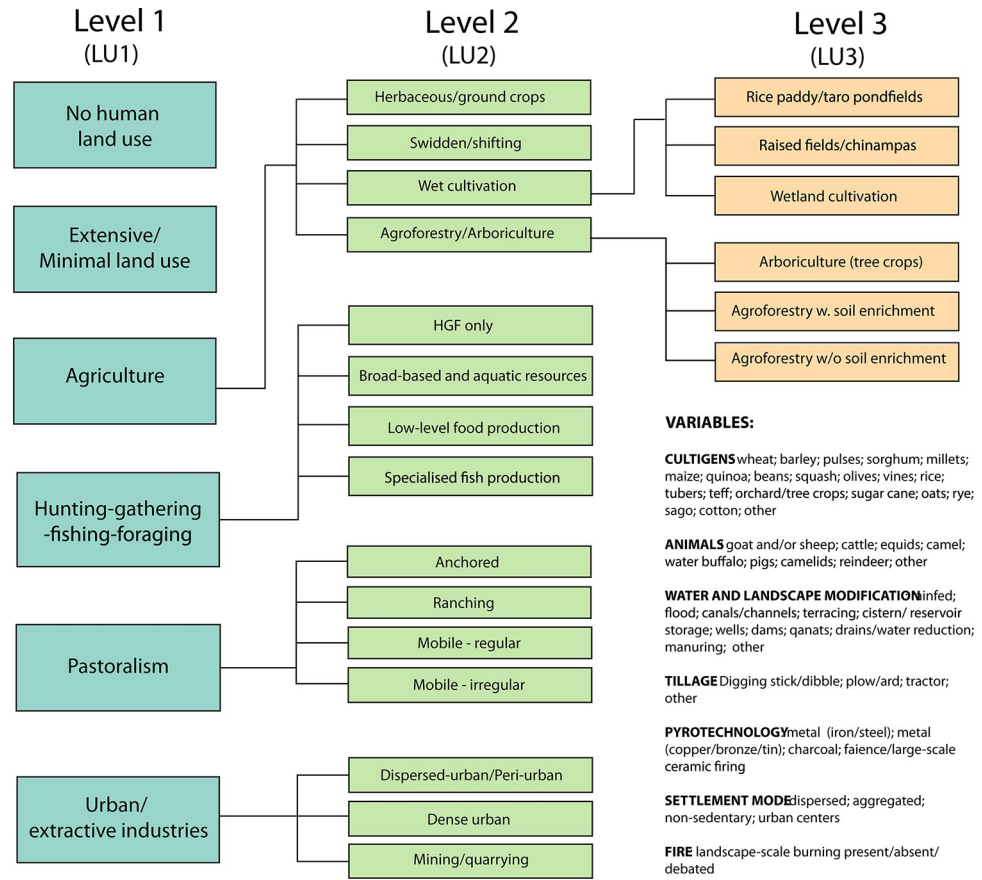 Level 1
(LU1)
No human
land use
Extensive/
Minimal land use
Agriculture
Hunting-gathering
-fishing-foraging
Pastoralism
Urban/
extractive industries
Level 2
(LU2)
Herbaceous/ground crops
Swidden/shifting
Wet cultivation
Agroforestry/Arboriculture
HGF only
Broad-based and aquatic resources
Low-level food production
Specialised fish production
Anchored
Ranching
Mobile - regular
Mobile - irregular
Dispersed-urban/Peri-urban
Dense urban
Mining/quarrying
Level 3
(LU3)
Rice paddy/taro pondfields
Raised fields/chinampas
Wetland cultivation
Arboriculture (tree crops)
Agroforestry w. soil enrichment
Agroforestry w/o soil enrichment
VARIABLES:
CULTIGENS wheat; barley; pulses; sorghum; millets;
maize; quinoa; beans; squash; olives; vines; rice;
tubers; teff; orchard/tree crops; sugar cane; oats; rye;
sago; cotton; other
ANIMALS goat and/or sheep; cattle; equids; camel;
water buffalo; pigs; camelids; reindeer; other
WATER AND LANDSCAPE MODIFICATION
flood; canals/channels; terracing; cistern/ reservoir
storage; wells; dams; qanats; drains/water reduction;
manuring; other
TILLAGE Digging stick/dibble; plow/ard; tractor;
other
PYROTECHNOLOGY metal (iron/steel); metal
(copper/bronze/tin); charcoal; faience/large-scale
ceramic firing
SETTLEMENT MODE dispersed; aggregated;
non-sedentary; urban centers
FIRE landscape-scale burning present/absent/
debated